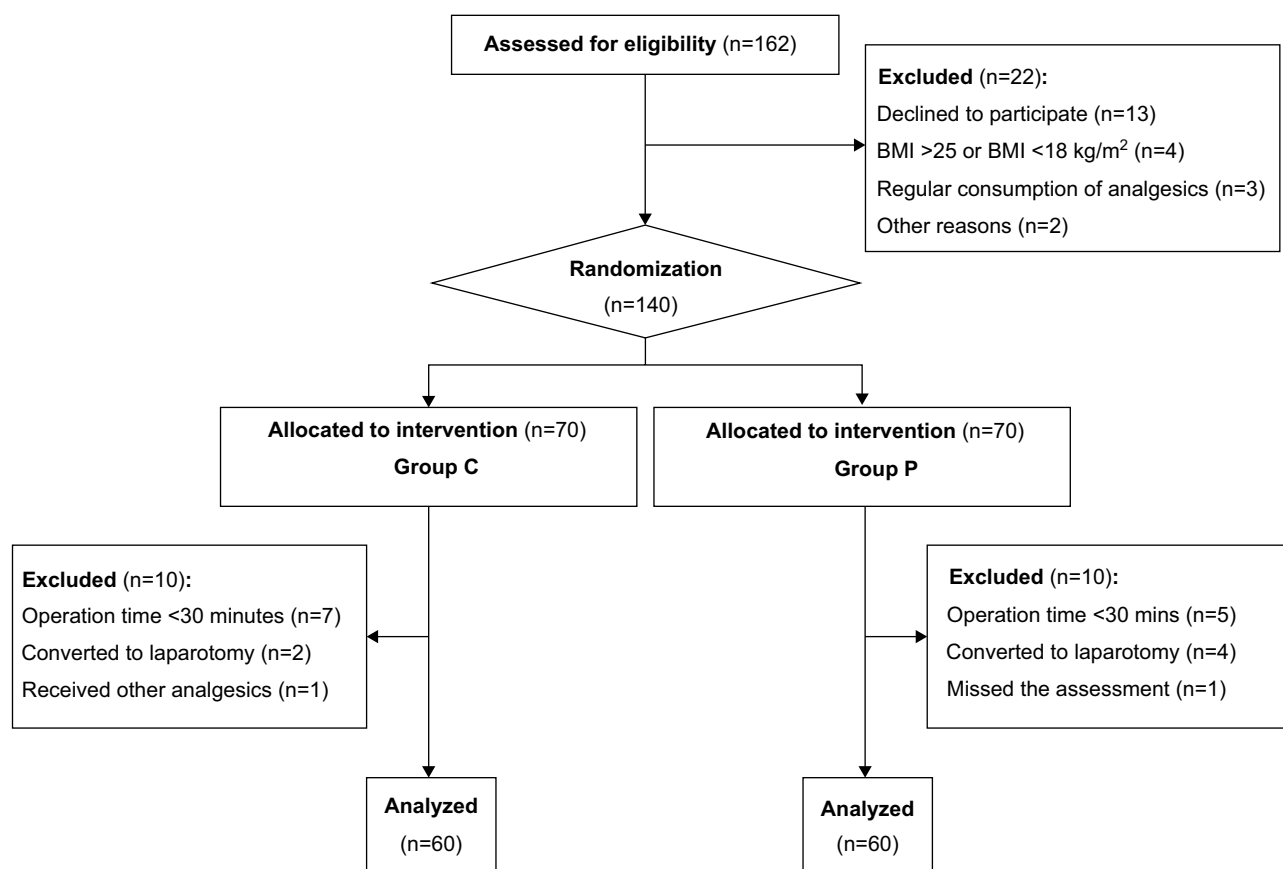 Assessed for eligibility (n=162)
Excluded (n=22):
Declined to participate (n=13)
BMI >25 or BMI <18 kg/m² (n=4)
Regular consumption of analgesics (n=3)
Other reasons (n=2)
Randomization
(n=140)
Allocated to intervention (n=70)
Group C
Allocated to intervention (n=70)
Group P
Excluded (n=10):
Operation time <30 minutes (n=7)
Converted to laparotomy (n=2)
Received other analgesics (n=1)
Excluded (n=10):
Operation time <30 mins (n=5)
Converted to laparotomy (n=4)
Missed the assessment (n=1)
Analyzed
(n=60)
Analyzed
(n=60)